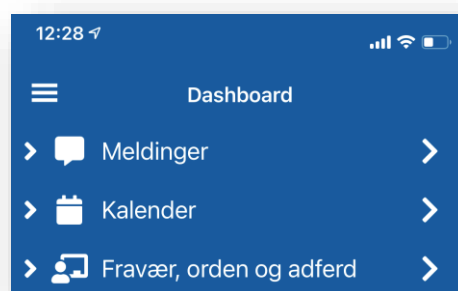 12:28
Dashboard
Meldinger
Kalender
Fravær, orden og adferd